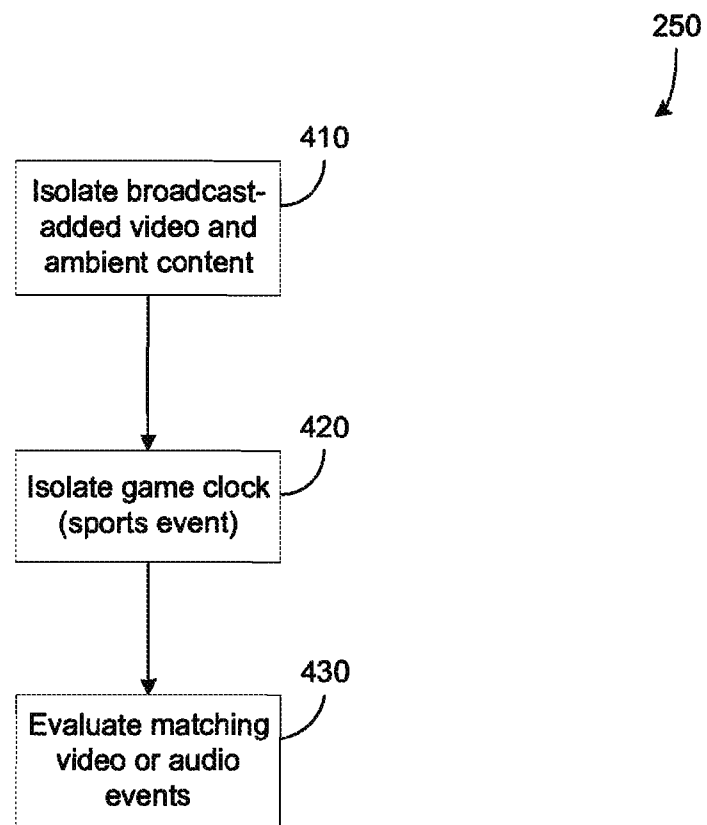 250
410
Isolate broadcast-
added video and
ambient content
420
Isolate game clock
(sports event)
430
Evaluate matching
video or audio
events